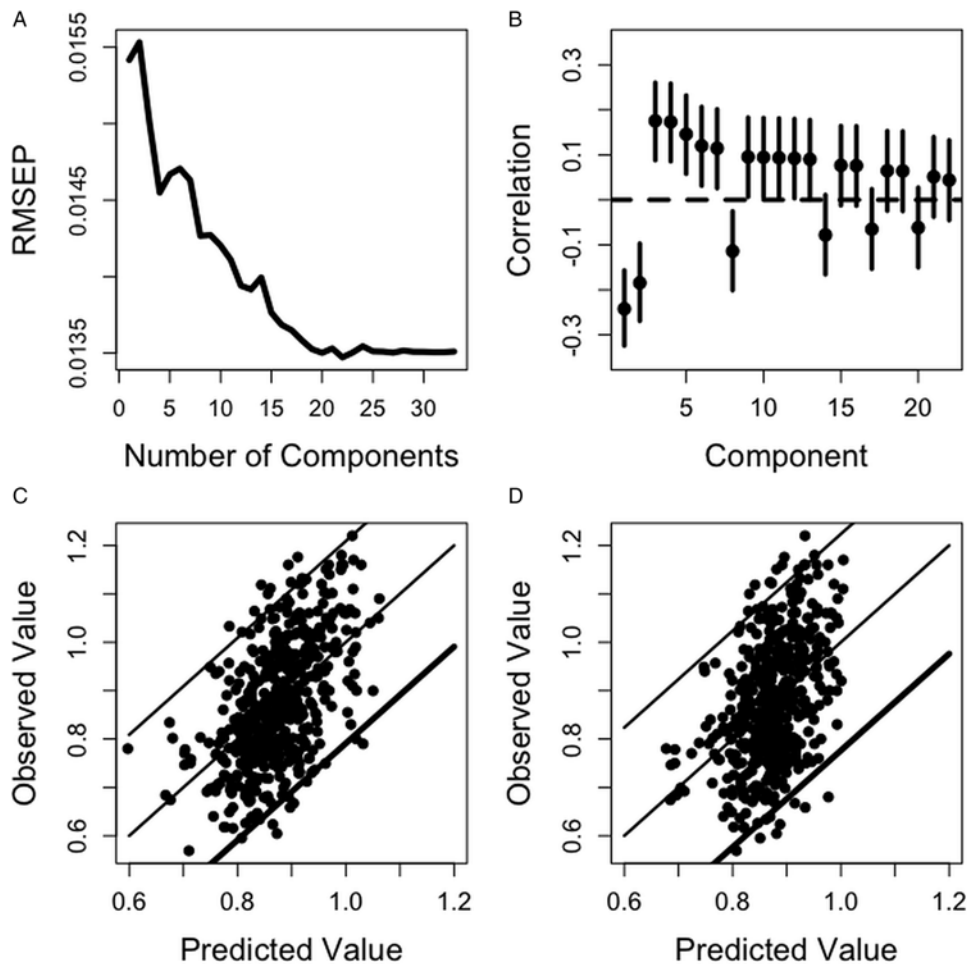 A
RMSEP
0.0155
0.0145
0.0135
0 5 10 15 20 25 30
Number of Components
B
Correlation
0.3
0.1
-0.1
-0.3
5 10 15 20
Component
C
Observed Value
1.2
1.0
0.8
0.6
0.6 0.8 1.0 1.2
Predicted Value
D
Observed Value
1.2
1.0
0.8
0.6
0.6 0.8 1.0 1.2
Predicted Value